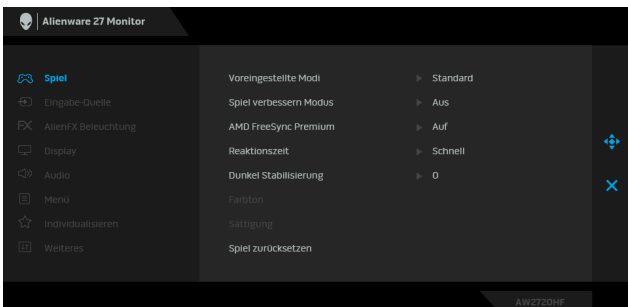 Alienware 27 Monitor
Spiel
Eingabe-Quelle
AlienFX Beleuchtung
Display
Audio
Menü
Individualisieren
Weiteres
Voreingestellte Modi Standard
Spiel verbessern Modus Aus
AMD FreeSync Premium Auf
Reaktionszeit Schnell
Dunkel Stabilisierung 0
Farbton
Sättigung
Spiel zurücksetzen
AW2720HF